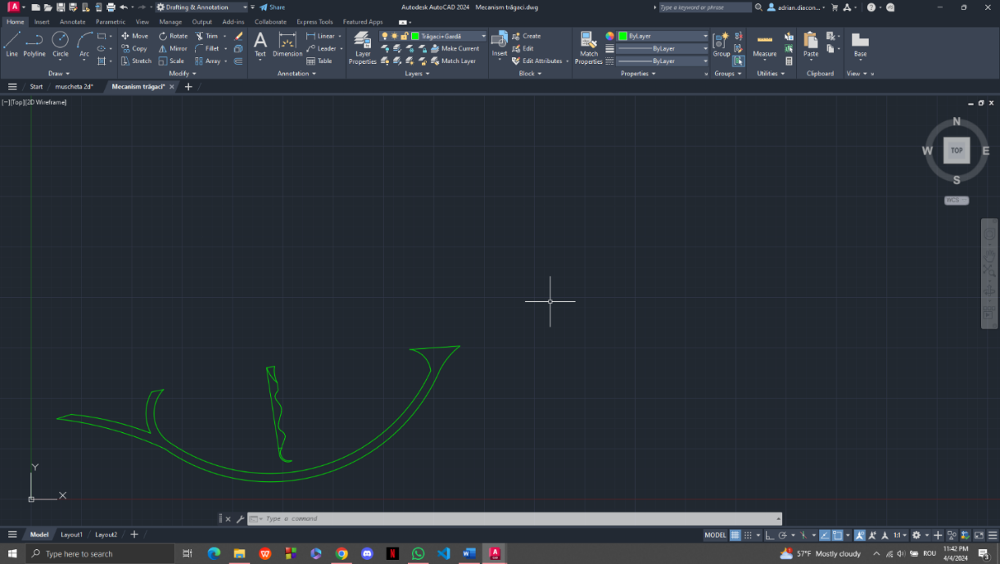 Drafting & Annotation Share Autodesk AutoCAD 2024 Mecanism trăgaci.dwg Type a keyword or phrase adrian.diacon...
Home Insert Annotate Parametric View Manage Output Add-ins Collaborate Express Tools Featured Apps
Line Polyline Circle Arc
Move Rotate Trim
Copy Mirror Fillet
Stretch Scale Array
Text Dimension
Linear
Leader
Table
Layer Properties
Trăgaci+Gardă
Make Current
Match Layer
Insert
Create
Edit
Edit Attributes
Match Properties
ByLayer
ByLayer
ByLayer
Group Measure Paste Base
Draw Modify Annotation Layers Block Properties Groups Utilities Clipboard View
Start muscheta 2d* Mecanism trăgaci*
[−][Top][2D Wireframe]
N
W TOP E
S
WCS
Y
X
Type a command
Model Layout1 Layout2 MODEL 1:1
Type here to search 57°F Mostly cloudy ROU 11:42 PM
4/4/2024
3